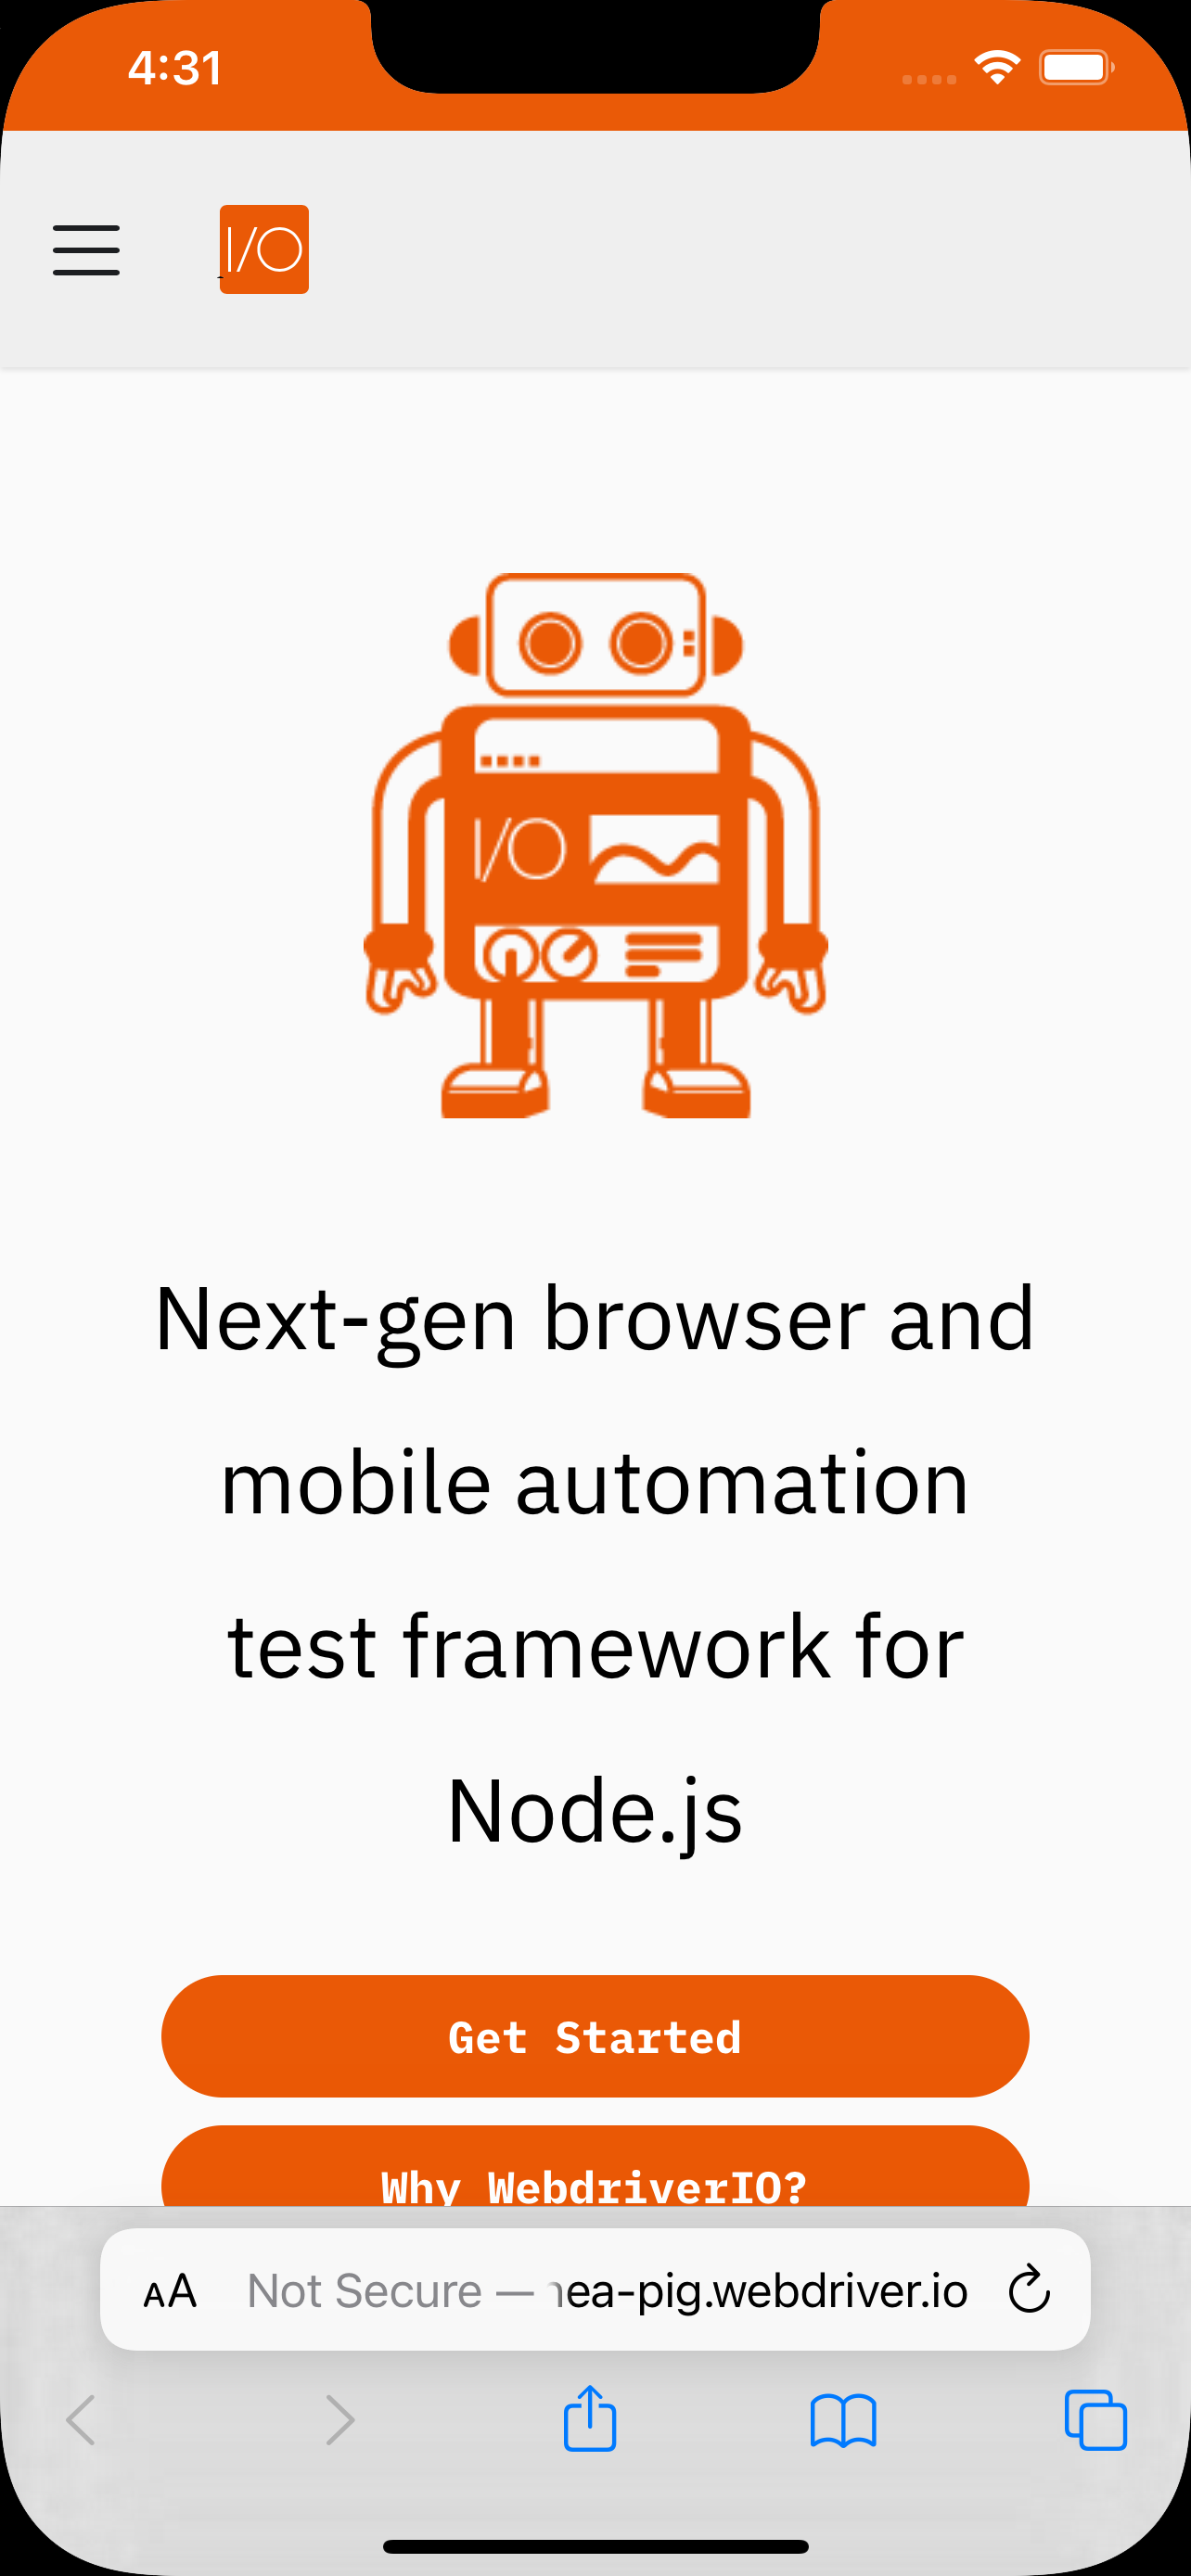 4:31
I/O
I/O
Next-gen browser and
mobile automation
test framework for
Node.js
Get Started
Why WebdriverIO?
AA Not Secure — ea-pig.webdriver.io